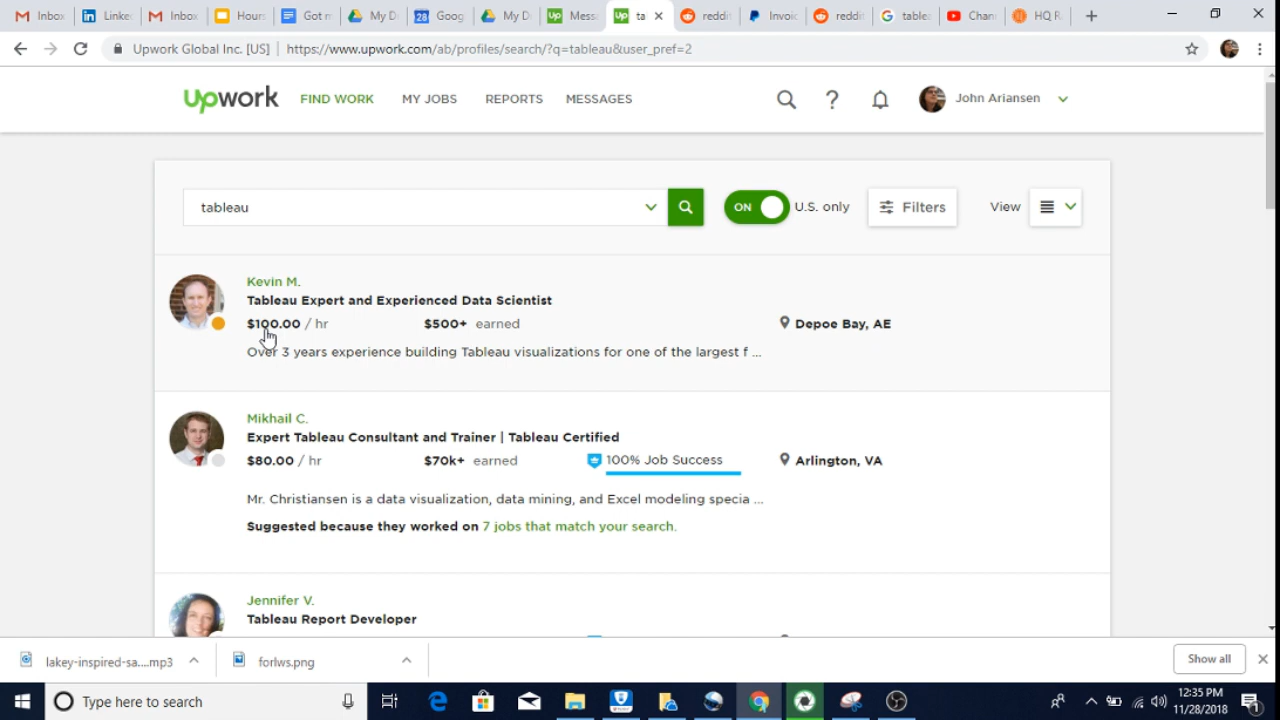 Inbox
Linked
Inbox
Hours
Got m
My D
28 Goog
My D
Up Mess
Up ta
reddi
Invoic
reddi
table
Chan
HQ R
Upwork Global Inc. [US] https://www.upwork.com/ab/profiles/search/?q=tableau&user_pref=2
upwork FIND WORK MY JOBS REPORTS MESSAGES ? John Ariansen
tableau ON U.S. only Filters View
Kevin M.
Tableau Expert and Experienced Data Scientist
$100.00 / hr $500+ earned Depoe Bay, AE
Over 3 years experience building Tableau visualizations for one of the largest f ...
Mikhail C.
Expert Tableau Consultant and Trainer | Tableau Certified
$80.00 / hr $70k+ earned 100% Job Success Arlington, VA
Mr. Christiansen is a data visualization, data mining, and Excel modeling specia ...
Suggested because they worked on 7 jobs that match your search.
Jennifer V.
Tableau Report Developer
lakey-inspired-sa....mp3 forlws.png Show all
Type here to search 12:35 PM
11/28/2018 1